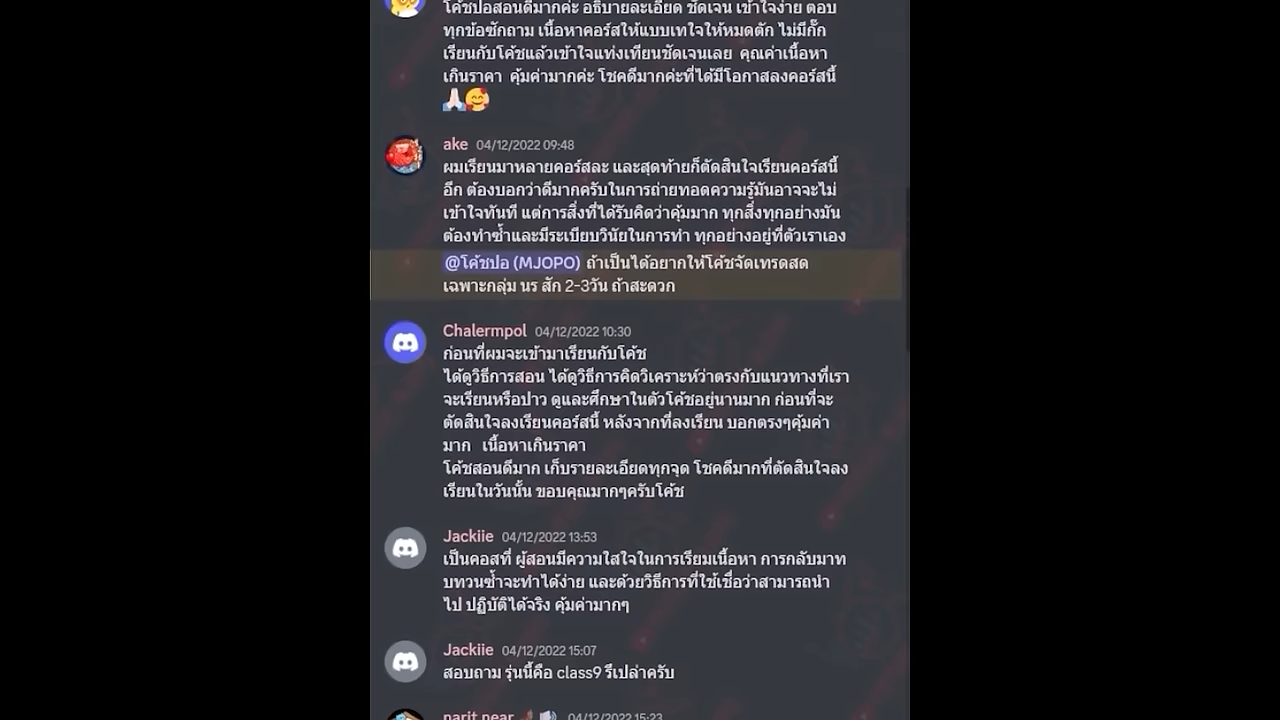 โค้ชปอสอนดีมากค่ะ อธิบายละเอียด ชัดเจน เข้าใจง่าย ตอบ
ทุกข้อซักถาม เนื้อหาคอร์สให้แบบเทใจให้หมดตัก ไม่มีกั๊ก
เรียนกับโค้ชแล้วเข้าใจแท่งเทียนชัดเจนเลย คุณค่าเนื้อหา
เกินราคา คุ้มค่ามากค่ะ โชคดีมากค่ะที่ได้มีโอกาสลงคอร์สนี้
🙏🏻🥰
ake 04/12/2022 09:48
ผมเรียนมาหลายคอร์สละ และสุดท้ายก็ตัดสินใจเรียนคอร์สนี้
อีก ต้องบอกว่าดีมากครับในการถ่ายทอดความรู้มันอาจจะไม่
เข้าใจทันที แต่การสิ่งที่ได้รับคิดว่าคุ้มมาก ทุกสิ่งทุกอย่างมัน
ต้องทำซ้ำและมีระเบียบวินัยในการทำ ทุกอย่างอยู่ที่ตัวเราเอง
@โค้ชปอ (MJOPO) ถ้าเป็นได้อยากให้โค้ชจัดเทรดสด
เฉพาะกลุ่ม นร สัก 2-3วัน ถ้าสะดวก
Chalermpol 04/12/2022 10:30
ก่อนที่ผมจะเข้ามาเรียนกับโค้ช
ได้ดูวิธีการสอน ได้ดูวิธีการคิดวิเคราะห์ว่าตรงกับแนวทางที่เรา
จะเรียนหรือปาว ดูและศึกษาในตัวโค้ชอยู่นานมาก ก่อนที่จะ
ตัดสินใจลงเรียนคอร์สนี้ หลังจากที่ลงเรียน บอกตรงๆคุ้มค่า
มาก เนื้อหาเกินราคา
โค้ชสอนดีมาก เก็บรายละเอียดทุกจุด โชคดีมากที่ตัดสินใจลง
เรียนในวันนั้น ขอบคุณมากๆครับโค้ช
Jackiie 04/12/2022 13:53
เป็นคอสที่ ผู้สอนมีความใสใจในการเรียมเนื้อหา การกลับมาท
บทวนซ้ำจะทำได้ง่าย และด้วยวิธีการที่ใช้เชื่อว่าสามารถนำ
ไป ปฏิบัติได้จริง คุ้มค่ามากๆ
Jackiie 04/12/2022 15:07
สอบถาม รุ่นนี้คือ class9 รึเปล่าครับ
parit near 04/12/2022 15:23